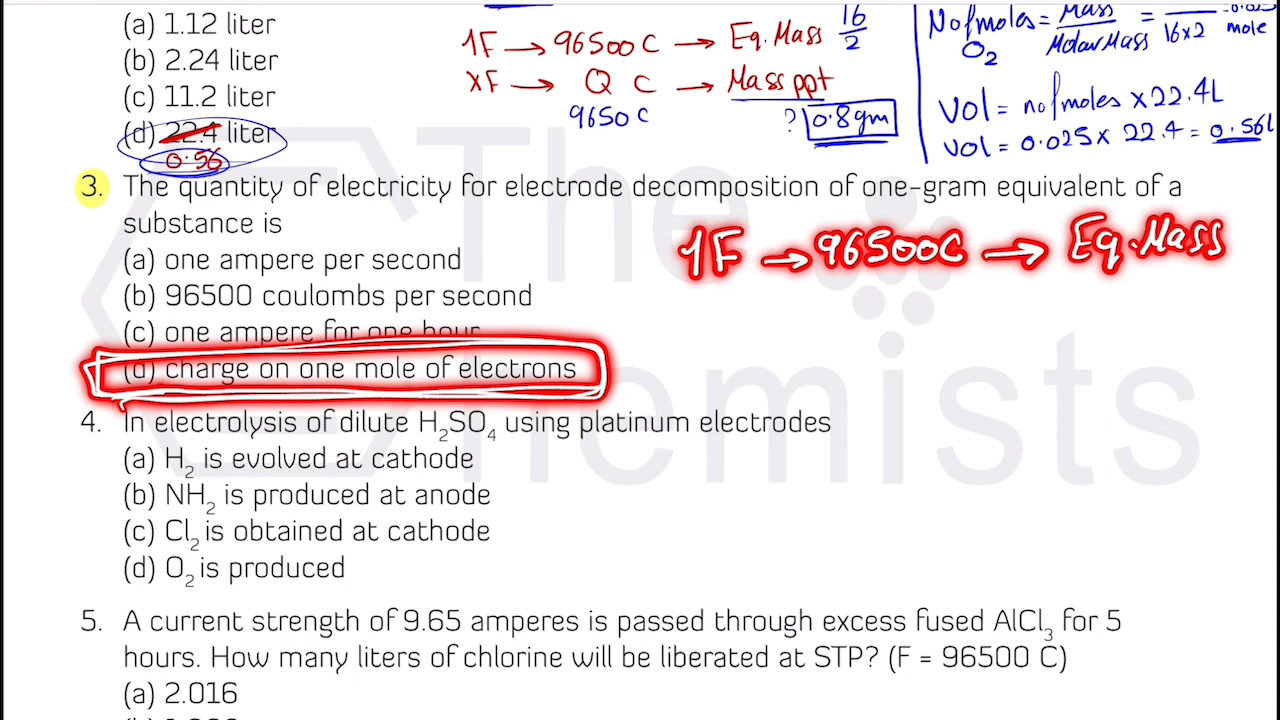 (a) 1.12 liter
(b) 2.24 liter
(c) 11.2 liter
(d) 22.4 liter
0.56
1F → 96500 C → Eq. Mass 16/2
XF → Q C → Mass ppt
9650 C ? 0.8gm
No of moles = Mass / Molar Mass = 16x2 mole
O₂
Vol = no of moles x 22.4L
Vol = 0.025 x 22.4 = 0.56L
3. The quantity of electricity for electrode decomposition of one-gram equivalent of a
substance is
1F → 96500C → Eq. Mass
(a) one ampere per second
(b) 96500 coulombs per second
(c) one ampere for one hour
(d) charge on one mole of electrons
4. In electrolysis of dilute H₂SO₄ using platinum electrodes
(a) H₂ is evolved at cathode
(b) NH₂ is produced at anode
(c) Cl₂ is obtained at cathode
(d) O₂ is produced
5. A current strength of 9.65 amperes is passed through excess fused AlCl₃ for 5
hours. How many liters of chlorine will be liberated at STP? (F = 96500 C)
(a) 2.016
The
Chemists